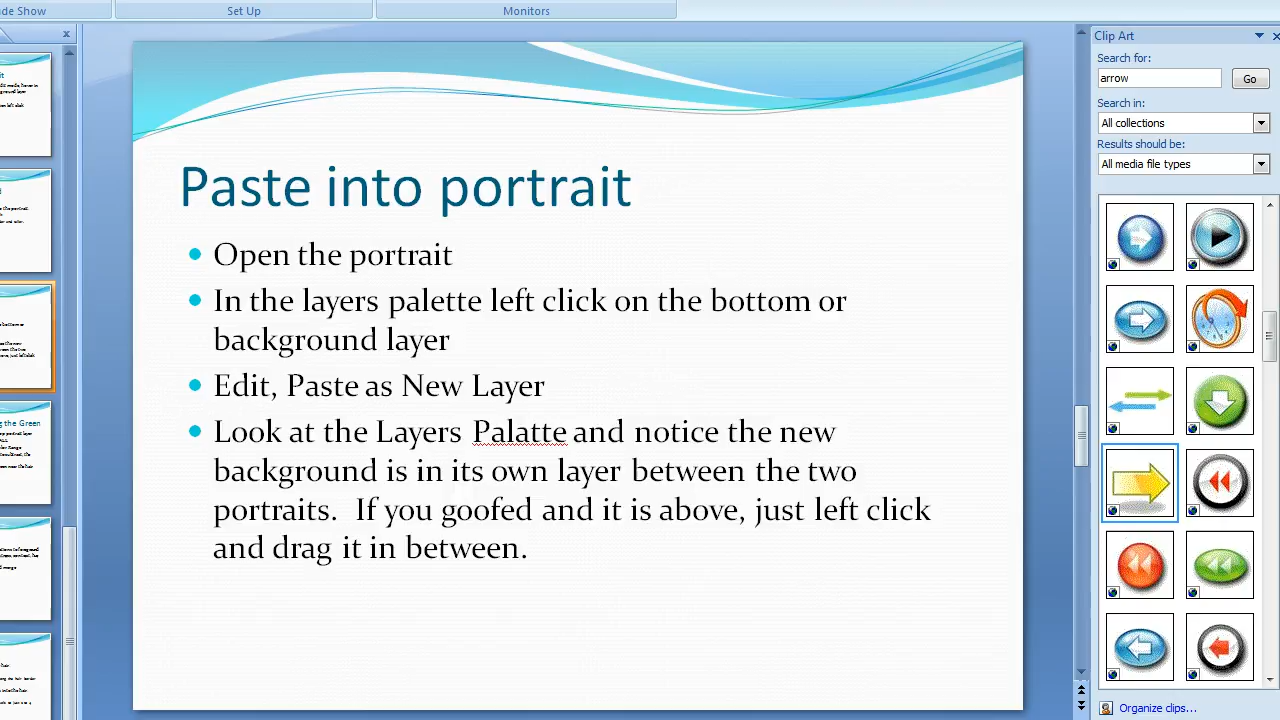 Set Up
Monitors
Clip Art
Search for:
arrow
Go
Search in:
All collections
Results should be:
All media file types
Paste into portrait
Open the portrait
In the layers palette left click on the bottom or
background layer
Edit, Paste as New Layer
Look at the Layers Palatte and notice the new
background is in its own layer between the two
portraits. If you goofed and it is above, just left click
and drag it in between.
Organize clips...